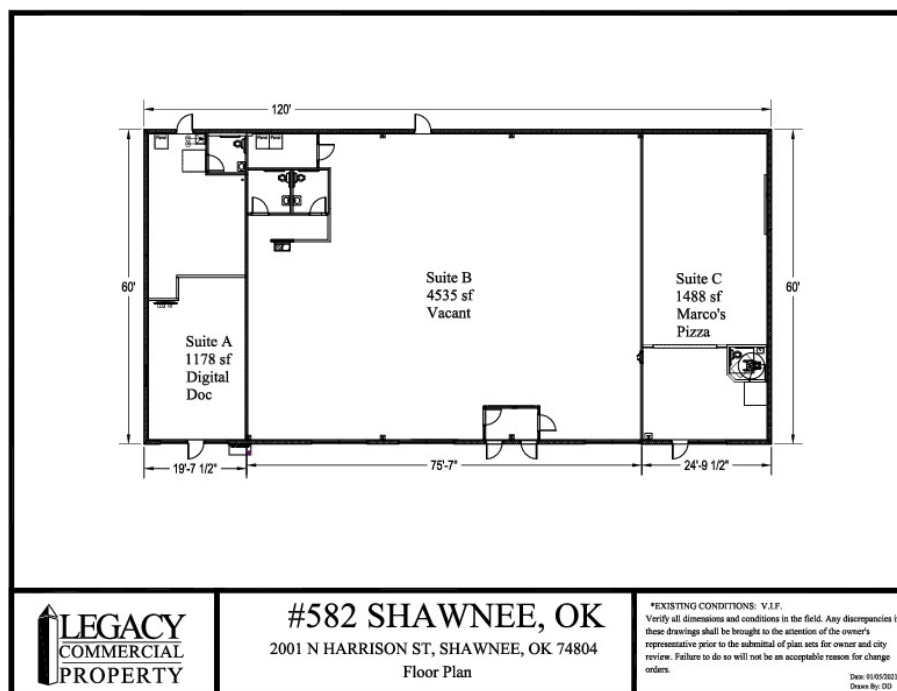 120'
60'
60'
Suite A
1178 sf
Digital
Doc
Suite B
4535 sf
Vacant
Suite C
1488 sf
Marco's
Pizza
19'-7 1/2"
75'-7"
24'-9 1/2"
LEGACY
COMMERCIAL
PROPERTY
#582 SHAWNEE, OK
2001 N HARRISON ST, SHAWNEE, OK 74804
Floor Plan
*EXISTING CONDITIONS: V.I.F.
Verify all dimensions and conditions in the field. Any discrepancies i
these drawings shall be brought to the attention of the owner's
representative prior to the submittal of plan sets for owner and city
review. Failure to do so will not be an acceptable reason for change
orders.
Date: 01/05/2021
Drawn By: DD